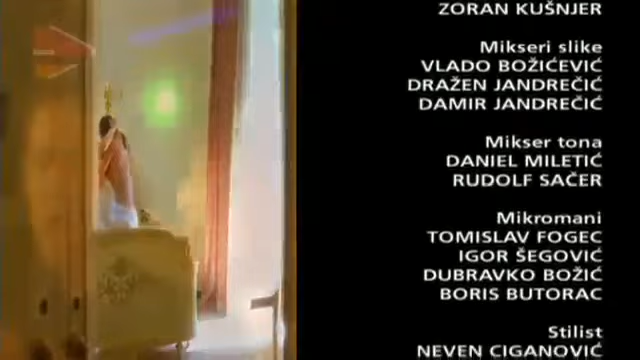 ZORAN KUŠNJER
Mikseri slike
VLADO BOŽIĆEVIĆ
DRAŽEN JANDREČIĆ
DAMIR JANDREČIĆ
Mikser tona
DANIEL MILETIĆ
RUDOLF SAČER
Mikromani
TOMISLAV FOGEC
IGOR ŠEGOVIĆ
DUBRAVKO BOŽIĆ
BORIS BUTORAC
Stilist
NEVEN CIGANOVIĆ